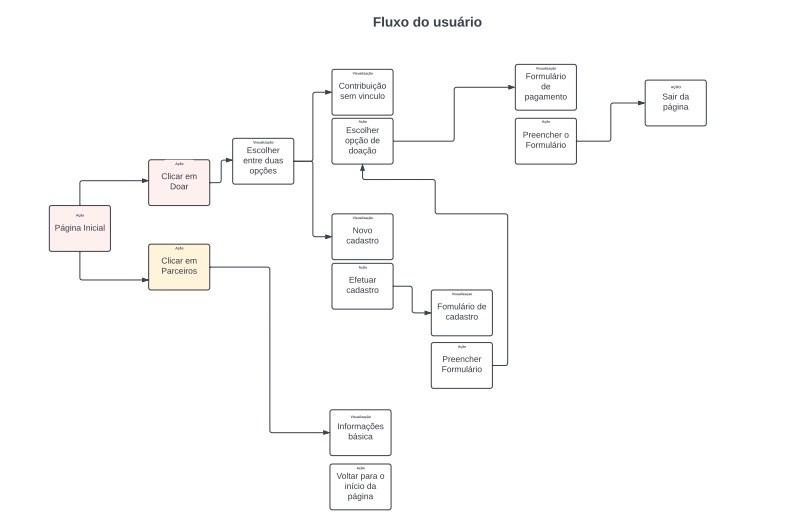 Fluxo do usuário
Visualização
Contribuição
sem vinculo
Ação
Escolher
opção de
doação
Visualização
Formulário
de
pagamento
Ação
Preencher o
Formulário
Ação
Sair da
página
Visualização
Escolher
entre duas
opções
Ação
Clicar em
Doar
Ação
Página Inicial
Ação
Clicar em
Parceiros
Visualização
Novo
cadastro
Ação
Efetuar
cadastro
Visualização
Fomulário de
cadastro
Ação
Preencher
Formulário
Visualização
Informações
básica
Ação
Voltar para o
início da
página